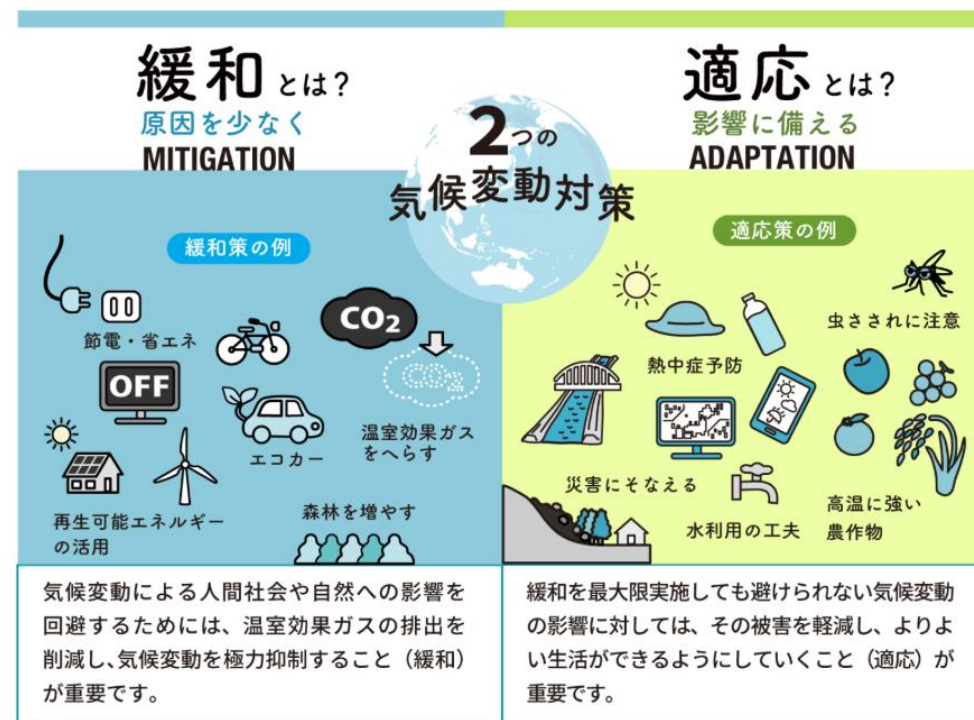 緩和とは?
原因を少なく
MITIGATION
2つの
気候変動対策
適応とは?
影響に備える
ADAPTATION
緩和策の例
節電・省エネ
OFF
CO2
CO2
温室効果ガス
をへらす
エコカー
再生可能エネルギー
の活用
森林を増やす
気候変動による人間社会や自然への影響を
回避するためには、温室効果ガスの排出を
削減し、気候変動を極力抑制すること（緩和）
が重要です。
適応策の例
虫さされに注意
熱中症予防
災害にそなえる
水利用の工夫
高温に強い
農作物
緩和を最大限実施しても避けられない気候変動
の影響に対しては、その被害を軽減し、よりよ
い生活ができるようにしていくこと（適応）が
重要です。